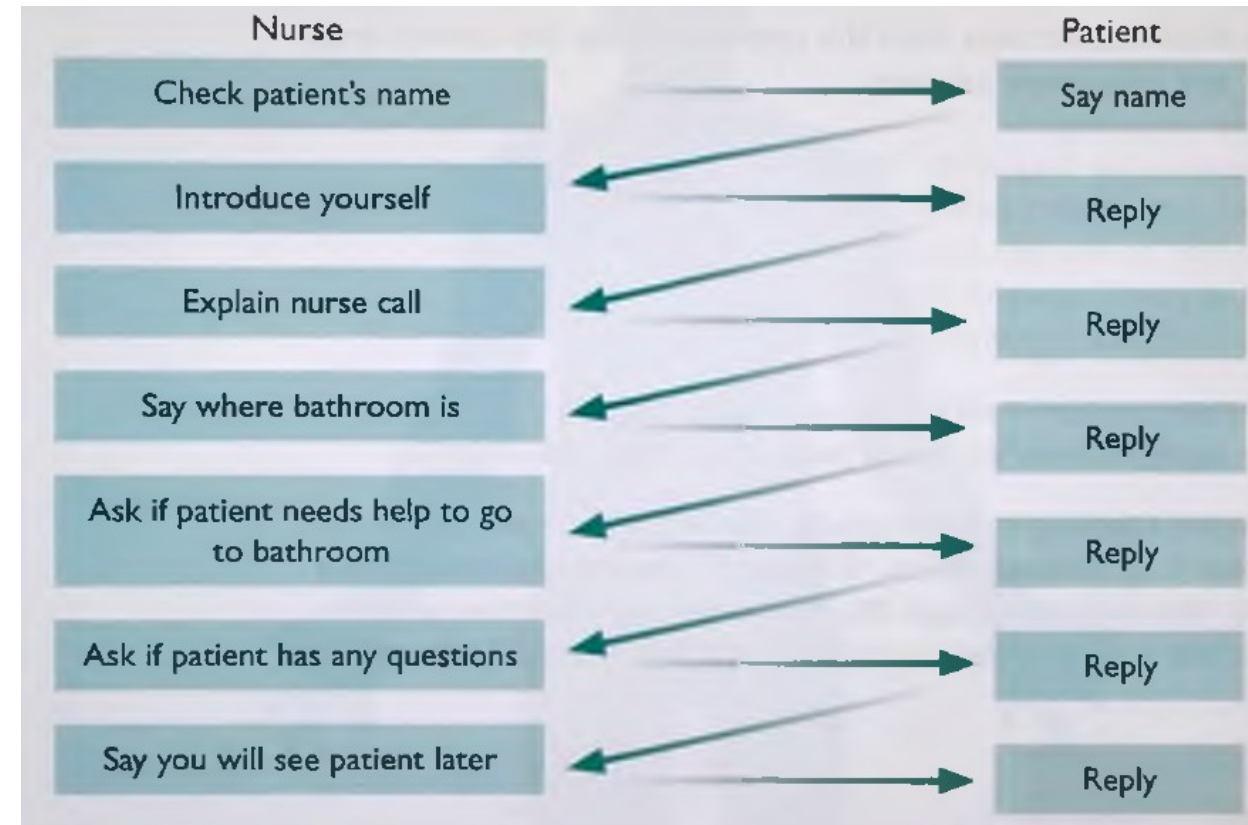 Nurse
Patient
Check patient's name
Say name
Introduce yourself
Reply
Explain nurse call
Reply
Say where bathroom is
Reply
Ask if patient needs help to go
to bathroom
Reply
Ask if patient has any questions
Reply
Say you will see patient later
Reply